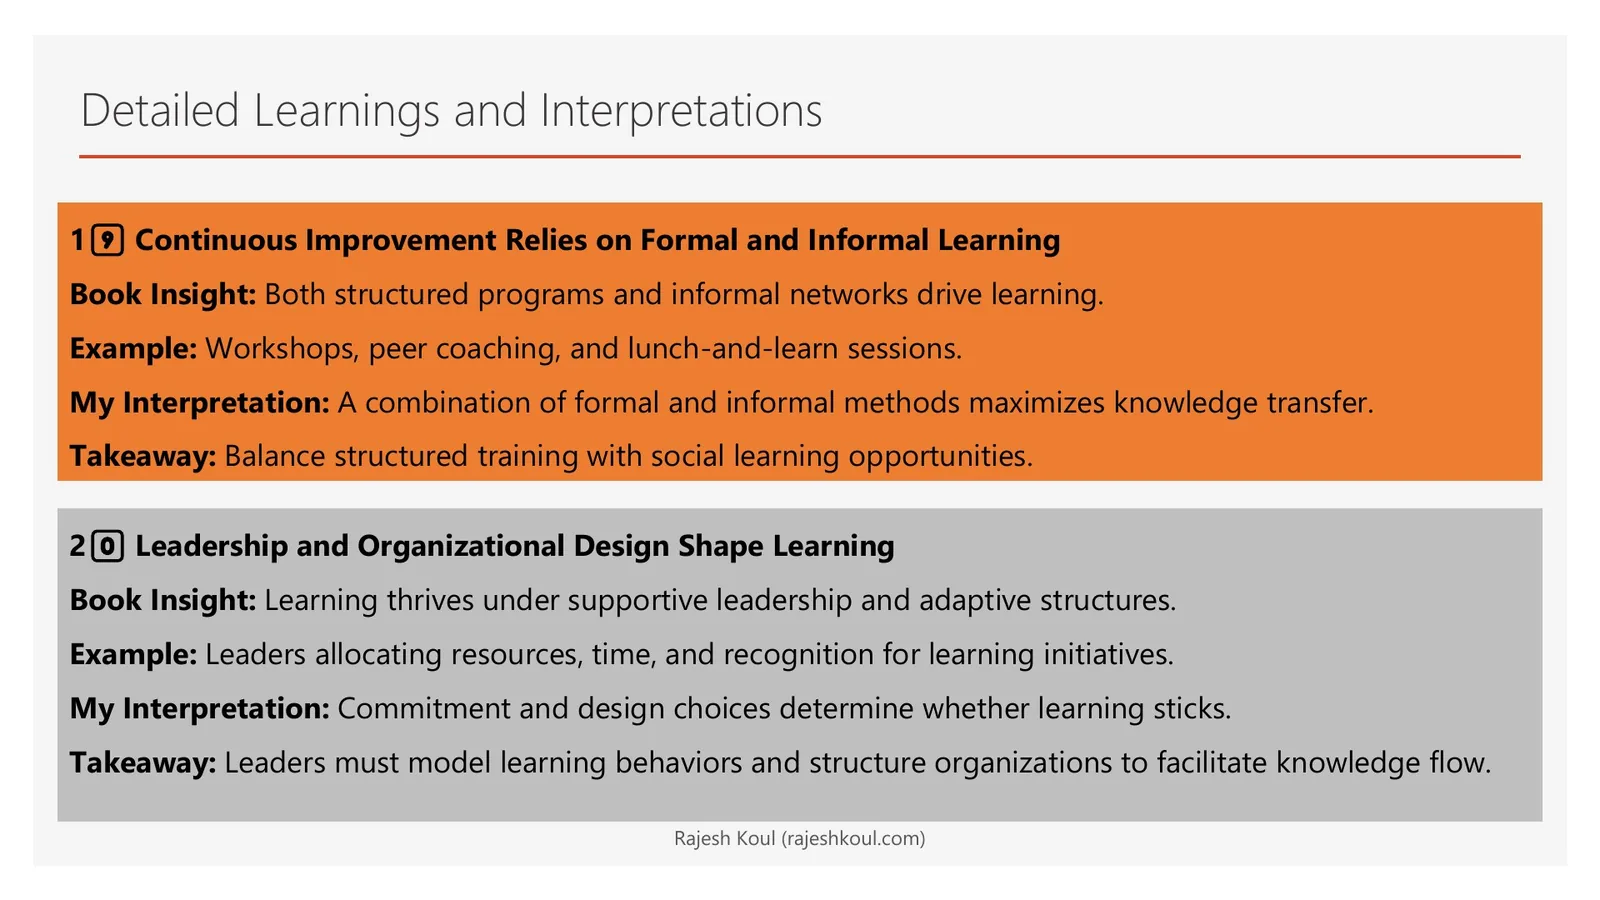 Detailed Learnings and Interpretations
19️⃣ Continuous Improvement Relies on Formal and Informal Learning
Book Insight: Both structured programs and informal networks drive learning.
Example: Workshops, peer coaching, and lunch-and-learn sessions.
My Interpretation: A combination of formal and informal methods maximizes knowledge transfer.
Takeaway: Balance structured training with social learning opportunities.
20️⃣ Leadership and Organizational Design Shape Learning
Book Insight: Learning thrives under supportive leadership and adaptive structures.
Example: Leaders allocating resources, time, and recognition for learning initiatives.
My Interpretation: Commitment and design choices determine whether learning sticks.
Takeaway: Leaders must model learning behaviors and structure organizations to facilitate knowledge flow.
Rajesh Koul (rajeshkoul.com)